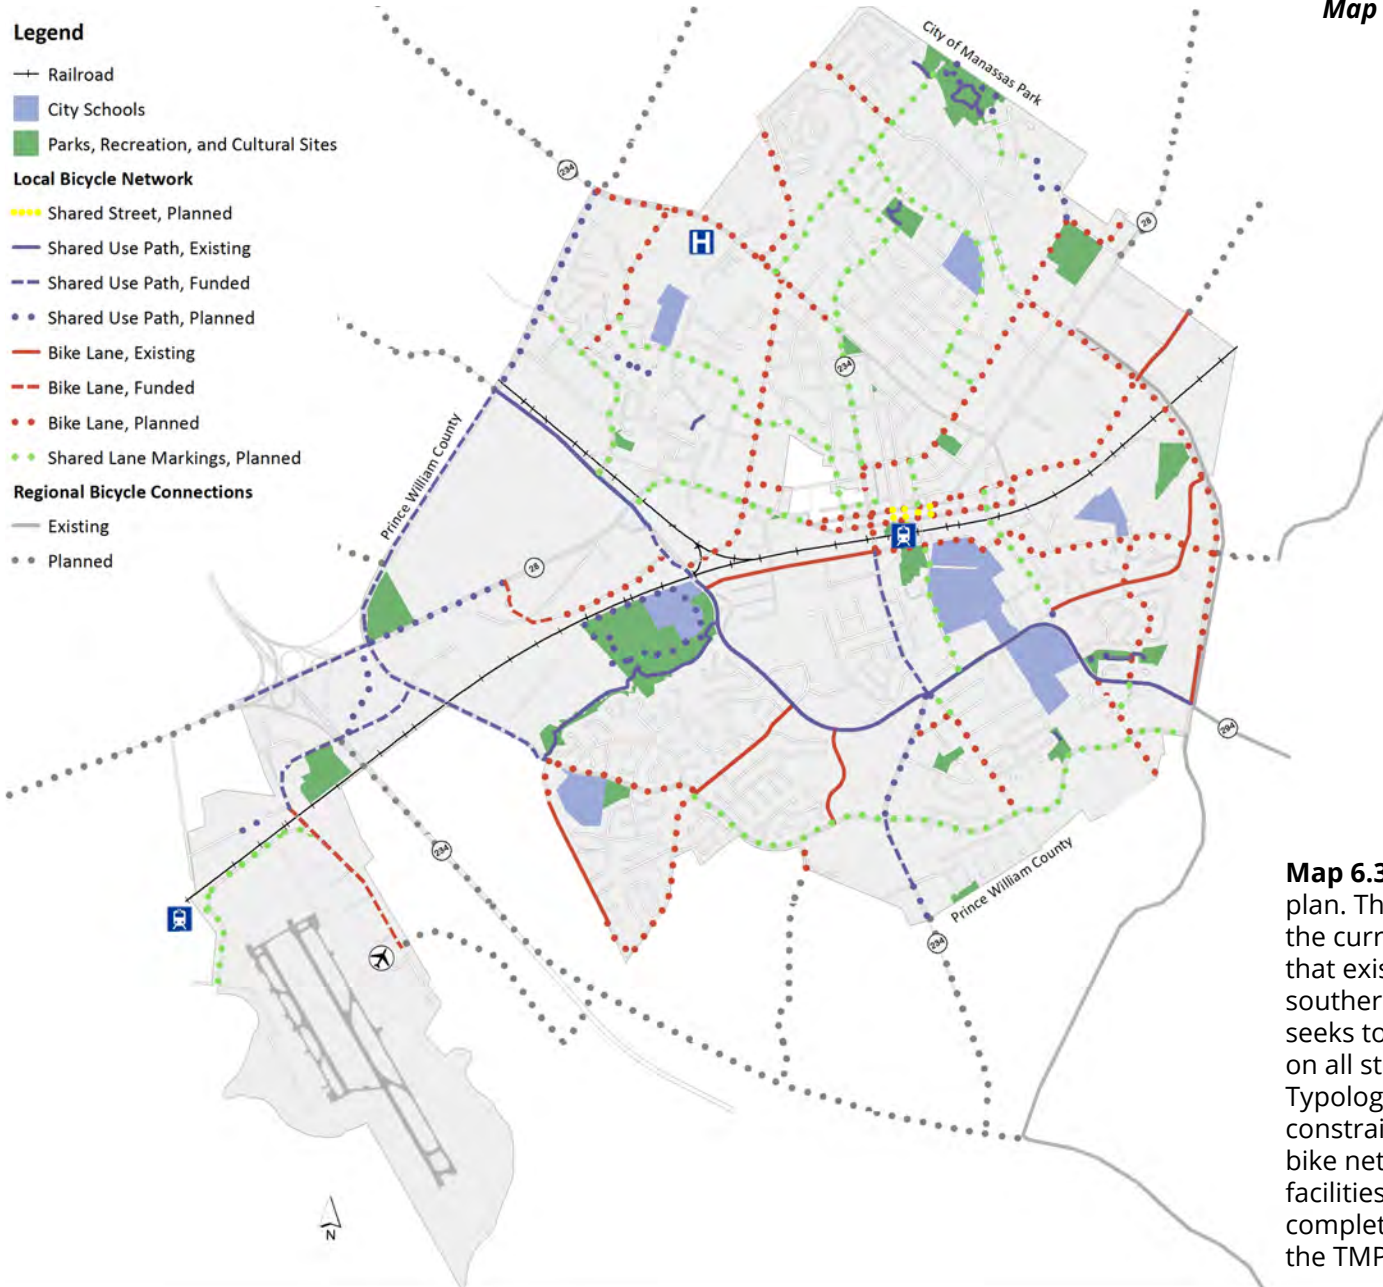 Map
Legend
Railroad
City Schools
Parks, Recreation, and Cultural Sites
Local Bicycle Network
Shared Street, Planned
Shared Use Path, Existing
Shared Use Path, Funded
Shared Use Path, Planned
Bike Lane, Existing
Bike Lane, Funded
Bike Lane, Planned
Shared Lane Markings, Planned
Regional Bicycle Connections
Existing
Planned
City of Manassas Park
234
28
H
234
Prince William County
28
294
234
Prince William County
234
N
Map 6.3
plan. Th
the curr
that exis
souther
seeks to
on all st
Typolog
constrai
bike net
facilities
complet
the TMP